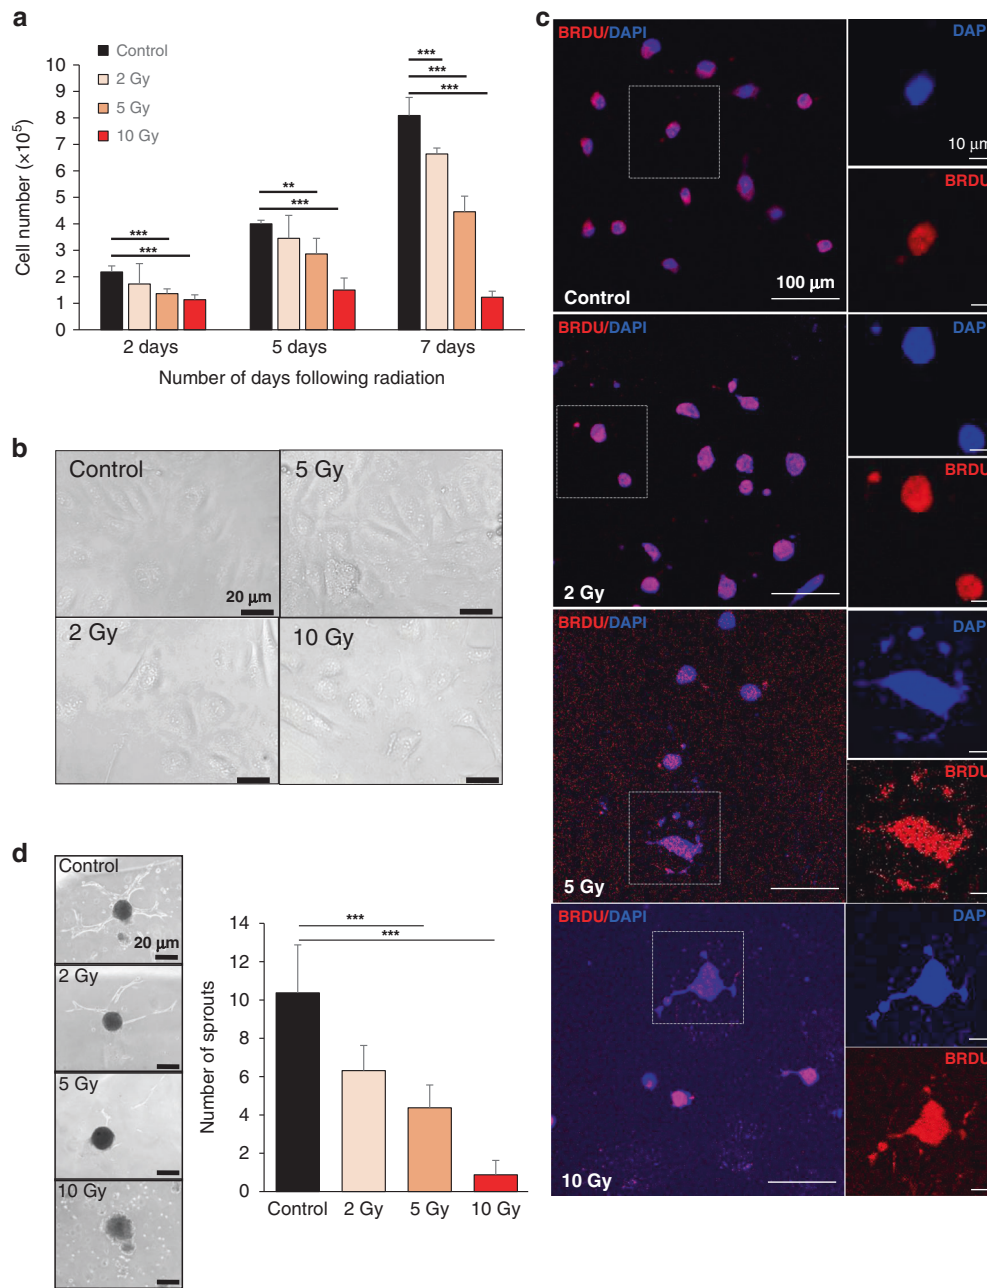 a
Control
2 Gy
5 Gy
10 Gy
Cell number (×10⁵)
10
9
8
7
6
5
4
3
2
1
0
***
***
**
***
***
***
***
2 days
5 days
7 days
Number of days following radiation
b
Control
5 Gy
20 μm
2 Gy
10 Gy
c
BRDU/DAPI
DAP
10 μm
BRDU
Control
100 μm
BRDU/DAPI
DAP
BRDU
2 Gy
BRDU/DAPI
DAP
BRDU
5 Gy
BRDU/DAPI
DAP
BRDU
10 Gy
d
Control
20 μm
2 Gy
5 Gy
10 Gy
Number of sprouts
14
12
10
8
6
4
2
0
***
***
Control
2 Gy
5 Gy
10 Gy